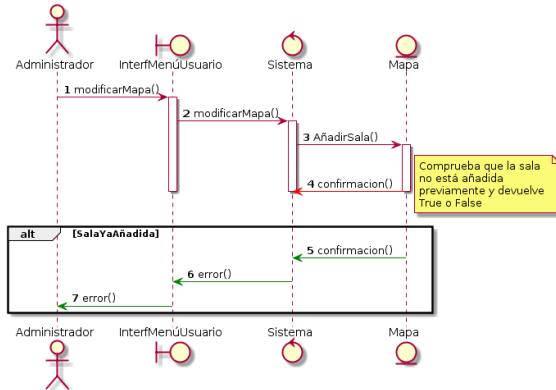 Administrador InterfMenúUsuario Sistema Mapa
1 modificarMapa()
2 modificarMapa()
3 AñadirSala()
Comprueba que la sala
no está añadida
previamente y devuelve
True o False
4 confirmacion()
alt [SalaYaAñadida]
5 confirmacion()
6 error()
7 error()
Administrador InterfMenúUsuario Sistema Mapa